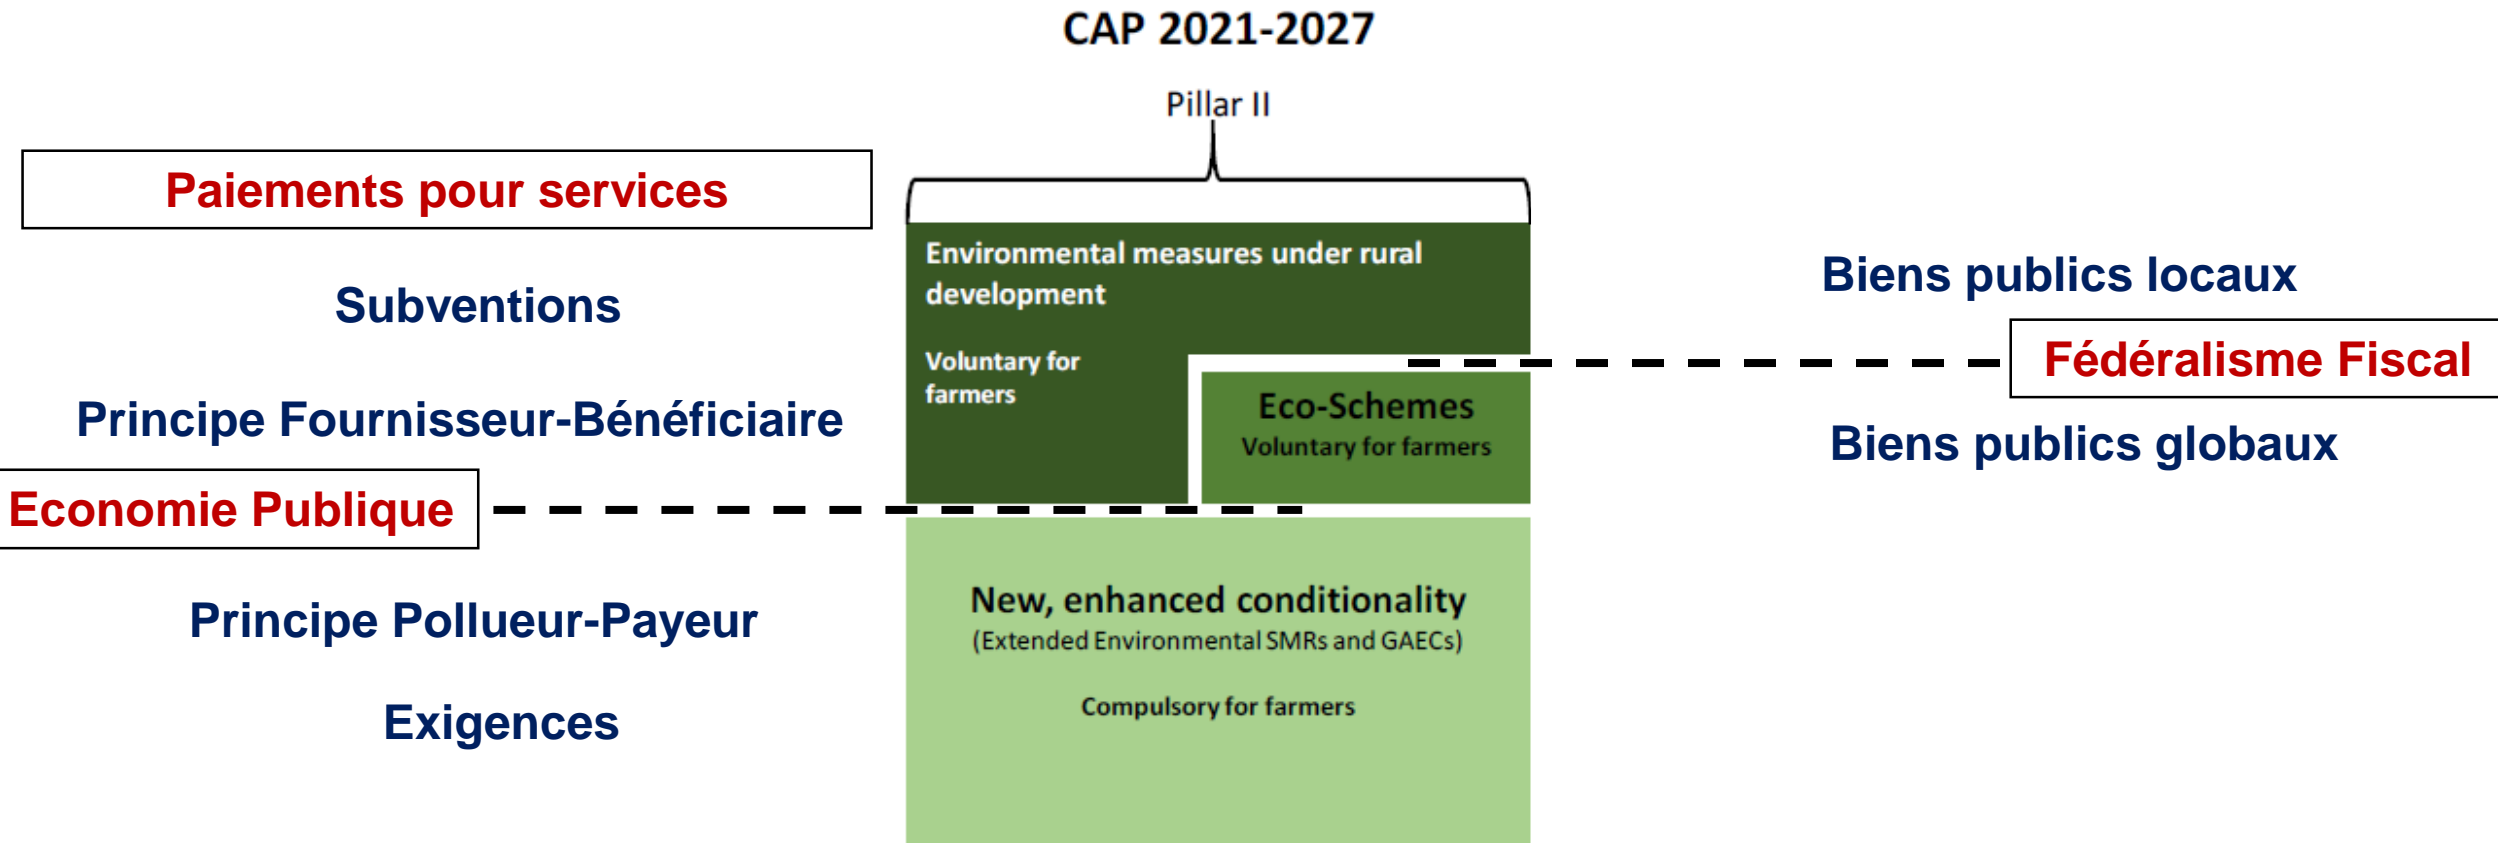 CAP 2021-2027
Pillar II
Paiements pour services
Subventions
Principe Fournisseur-Bénéficiaire
Economie Publique
Principe Pollueur-Payeur
Exigences
Environmental measures under rural
development
Voluntary for
farmers
Eco-Schemes
Voluntary for farmers
New, enhanced conditionality
(Extended Environmental SMRs and GAECs)
Compulsory for farmers
Biens publics locaux
Fédéralisme Fiscal
Biens publics globaux